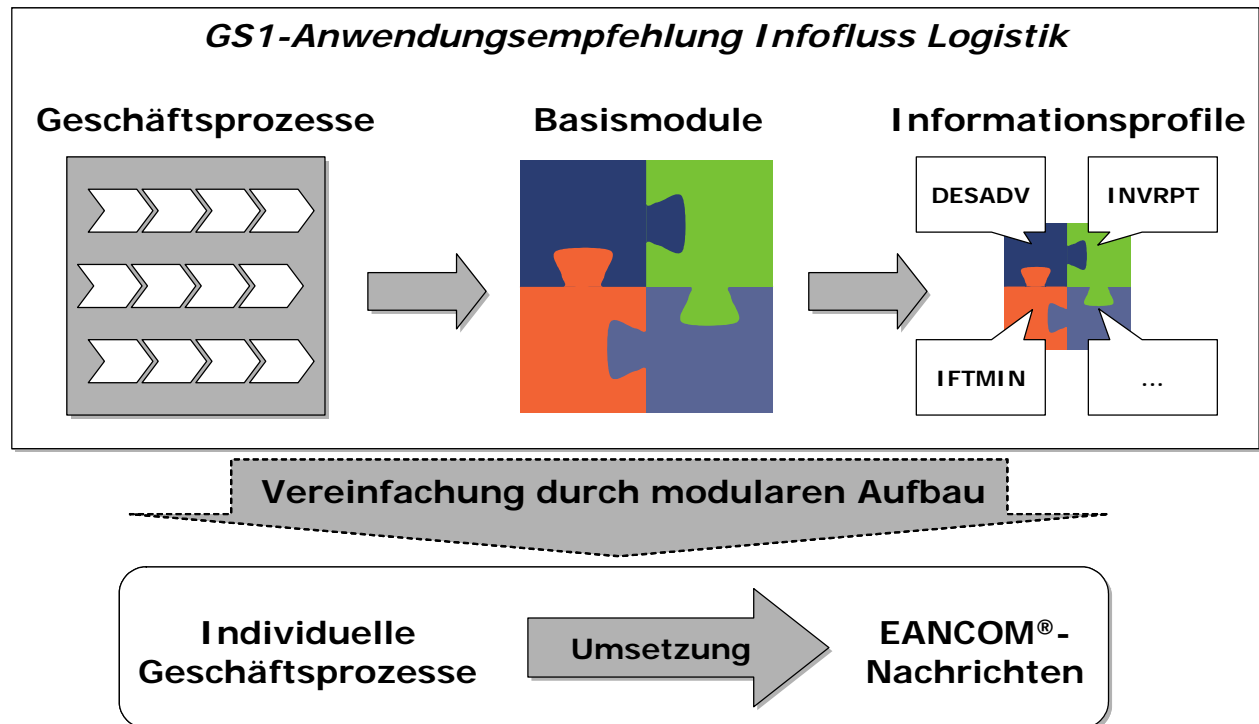 GS1-Anwendungsempfehlung Infofluss Logistik
Geschäftsprozesse
Basismodule
Informationsprofile
DESADV
INVRPT
IFTMIN
...
Vereinfachung durch modularen Aufbau
Individuelle
Geschäftsprozesse
Umsetzung
EANCOM®-
Nachrichten